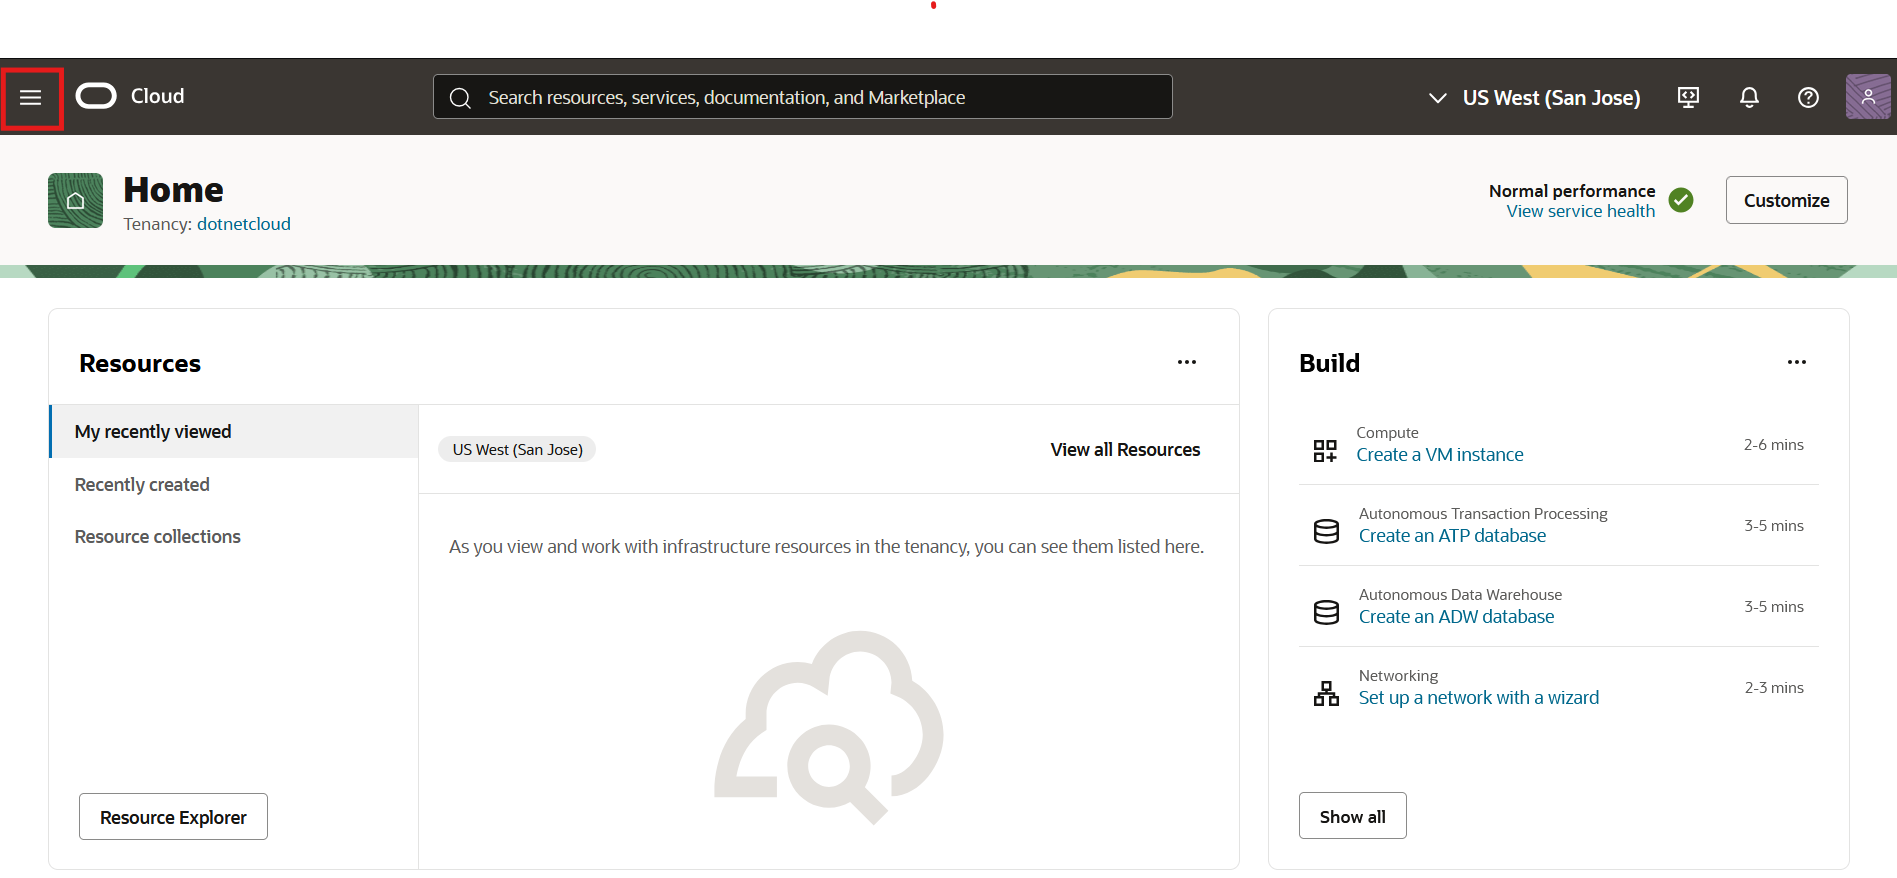 Cloud
Search resources, services, documentation, and Marketplace
US West (San Jose)
Home
Tenancy: dotnetcloud
Normal performance
View service health
Customize
Resources
My recently viewed
Recently created
Resource collections
Resource Explorer
US West (San Jose)
View all Resources
As you view and work with infrastructure resources in the tenancy, you can see them listed here.
Build
Compute
Create a VM instance
2-6 mins
Autonomous Transaction Processing
Create an ATP database
3-5 mins
Autonomous Data Warehouse
Create an ADW database
3-5 mins
Networking
Set up a network with a wizard
2-3 mins
Show all